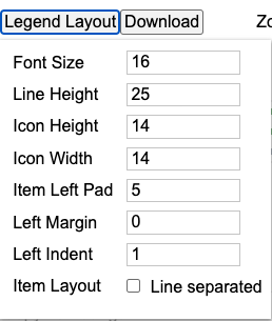 Legend Layout Download Zo
Font Size 16
Line Height 25
Icon Height 14
Icon Width 14
Item Left Pad 5
Left Margin 0
Left Indent 1
Item Layout Line separated